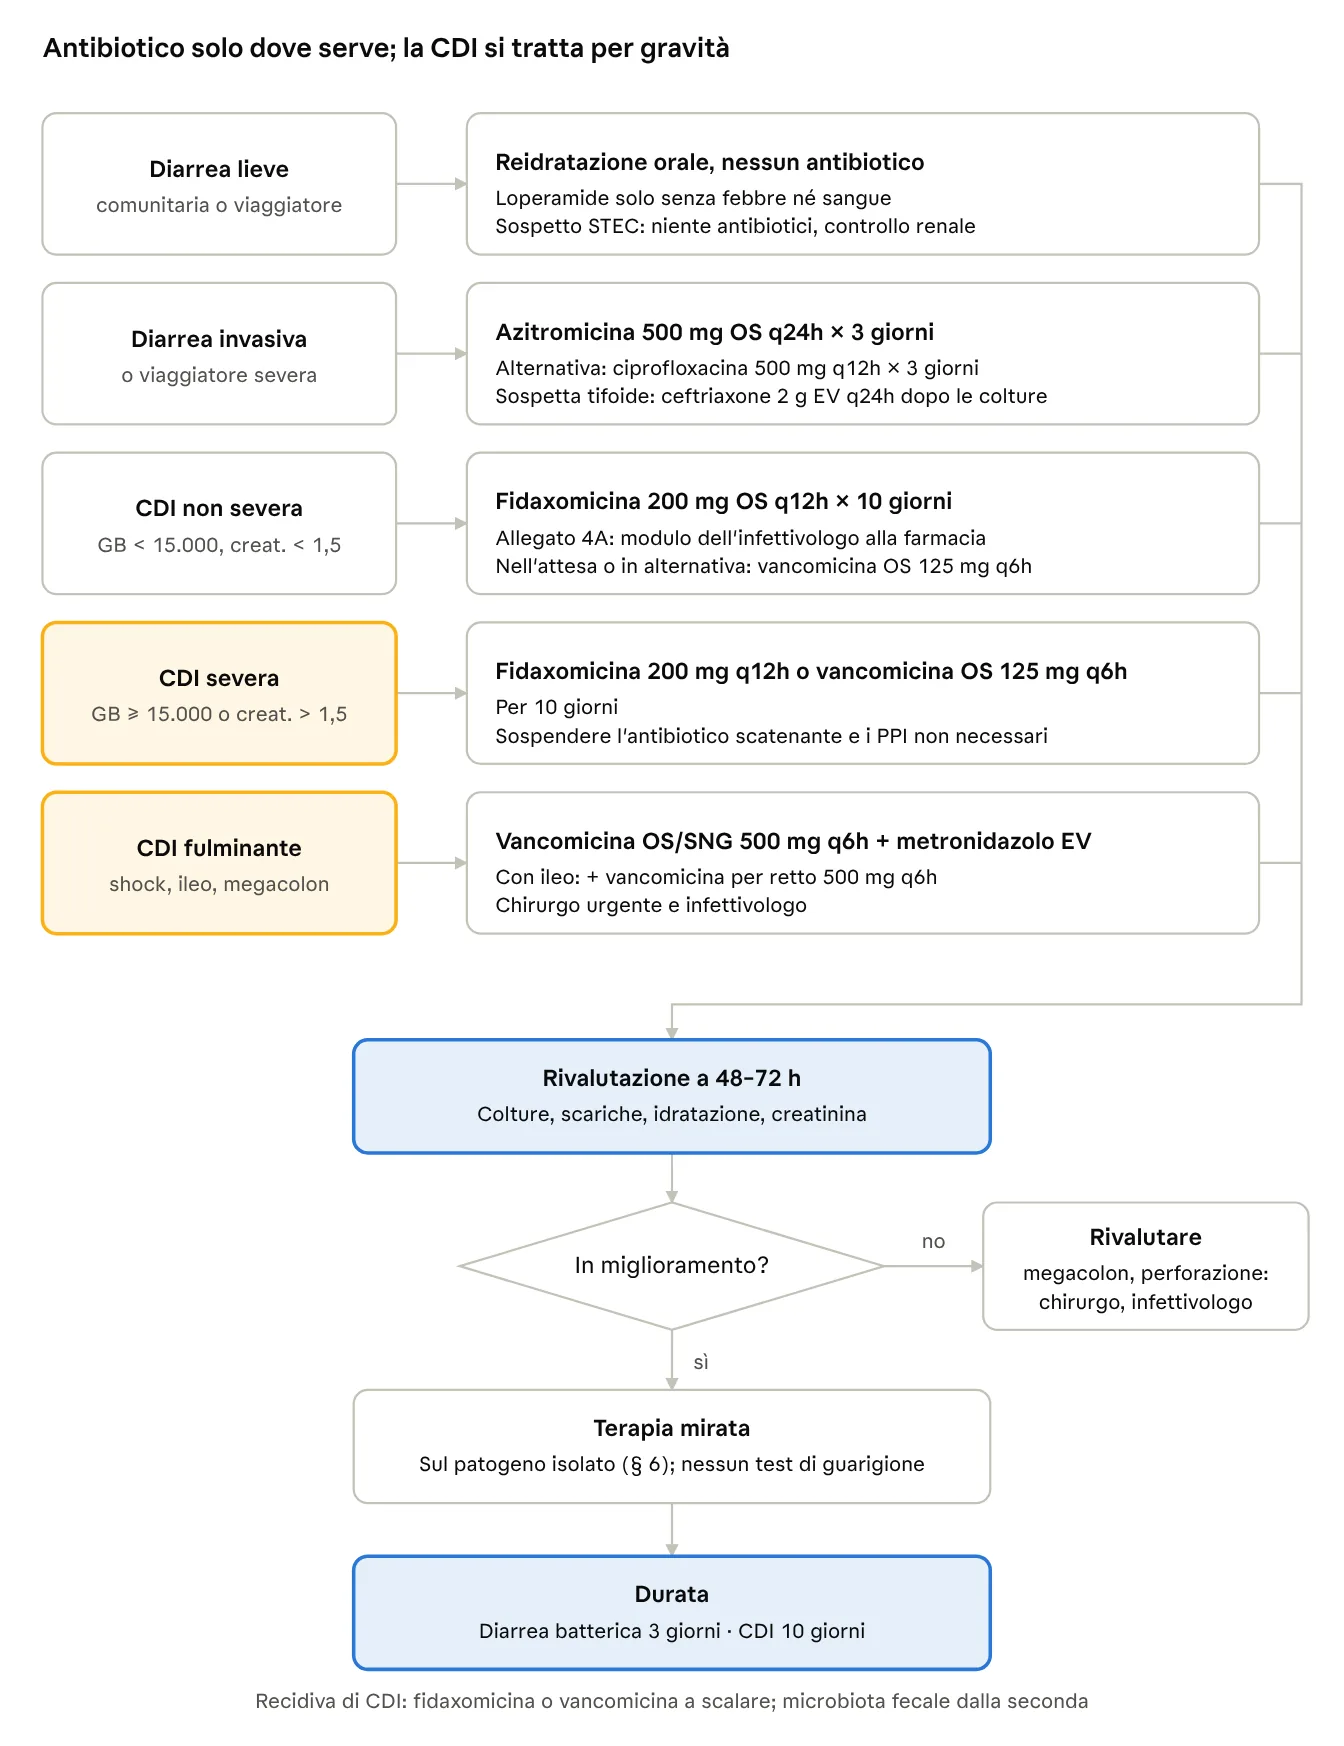 Antibiotico solo dove serve; la CDI si tratta per gravità
Diarrea lieve
comunitaria o viaggiatore
Reidratazione orale, nessun antibiotico
Loperamide solo senza febbre né sangue
Sospetto STEC: niente antibiotici, controllo renale
Diarrea invasiva
o viaggiatore severa
Azitromicina 500 mg OS q24h × 3 giorni
Alternativa: ciprofloxacina 500 mg q12h × 3 giorni
Sospetta tifoide: ceftriaxone 2 g EV q24h dopo le colture
CDI non severa
GB < 15.000, creat. < 1,5
Fidaxomicina 200 mg OS q12h × 10 giorni
Allegato 4A: modulo dell'infettivologo alla farmacia
Nell'attesa o in alternativa: vancomicina OS 125 mg q6h
CDI severa
GB ≥ 15.000 o creat. > 1,5
Fidaxomicina 200 mg q12h o vancomicina OS 125 mg q6h
Per 10 giorni
Sospendere l'antibiotico scatenante e i PPI non necessari
CDI fulminante
shock, ileo, megacolon
Vancomicina OS/SNG 500 mg q6h + metronidazolo EV
Con ileo: + vancomicina per retto 500 mg q6h
Chirurgo urgente e infettivologo
Rivalutazione a 48–72 h
Colture, scariche, idratazione, creatinina
In miglioramento?
no
Rivalutare
megacolon, perforazione:
chirurgo, infettivologo
sì
Terapia mirata
Sul patogeno isolato (§ 6); nessun test di guarigione
Durata
Diarrea batterica 3 giorni · CDI 10 giorni
Recidiva di CDI: fidaxomicina o vancomicina a scalare; microbiota fecale dalla seconda